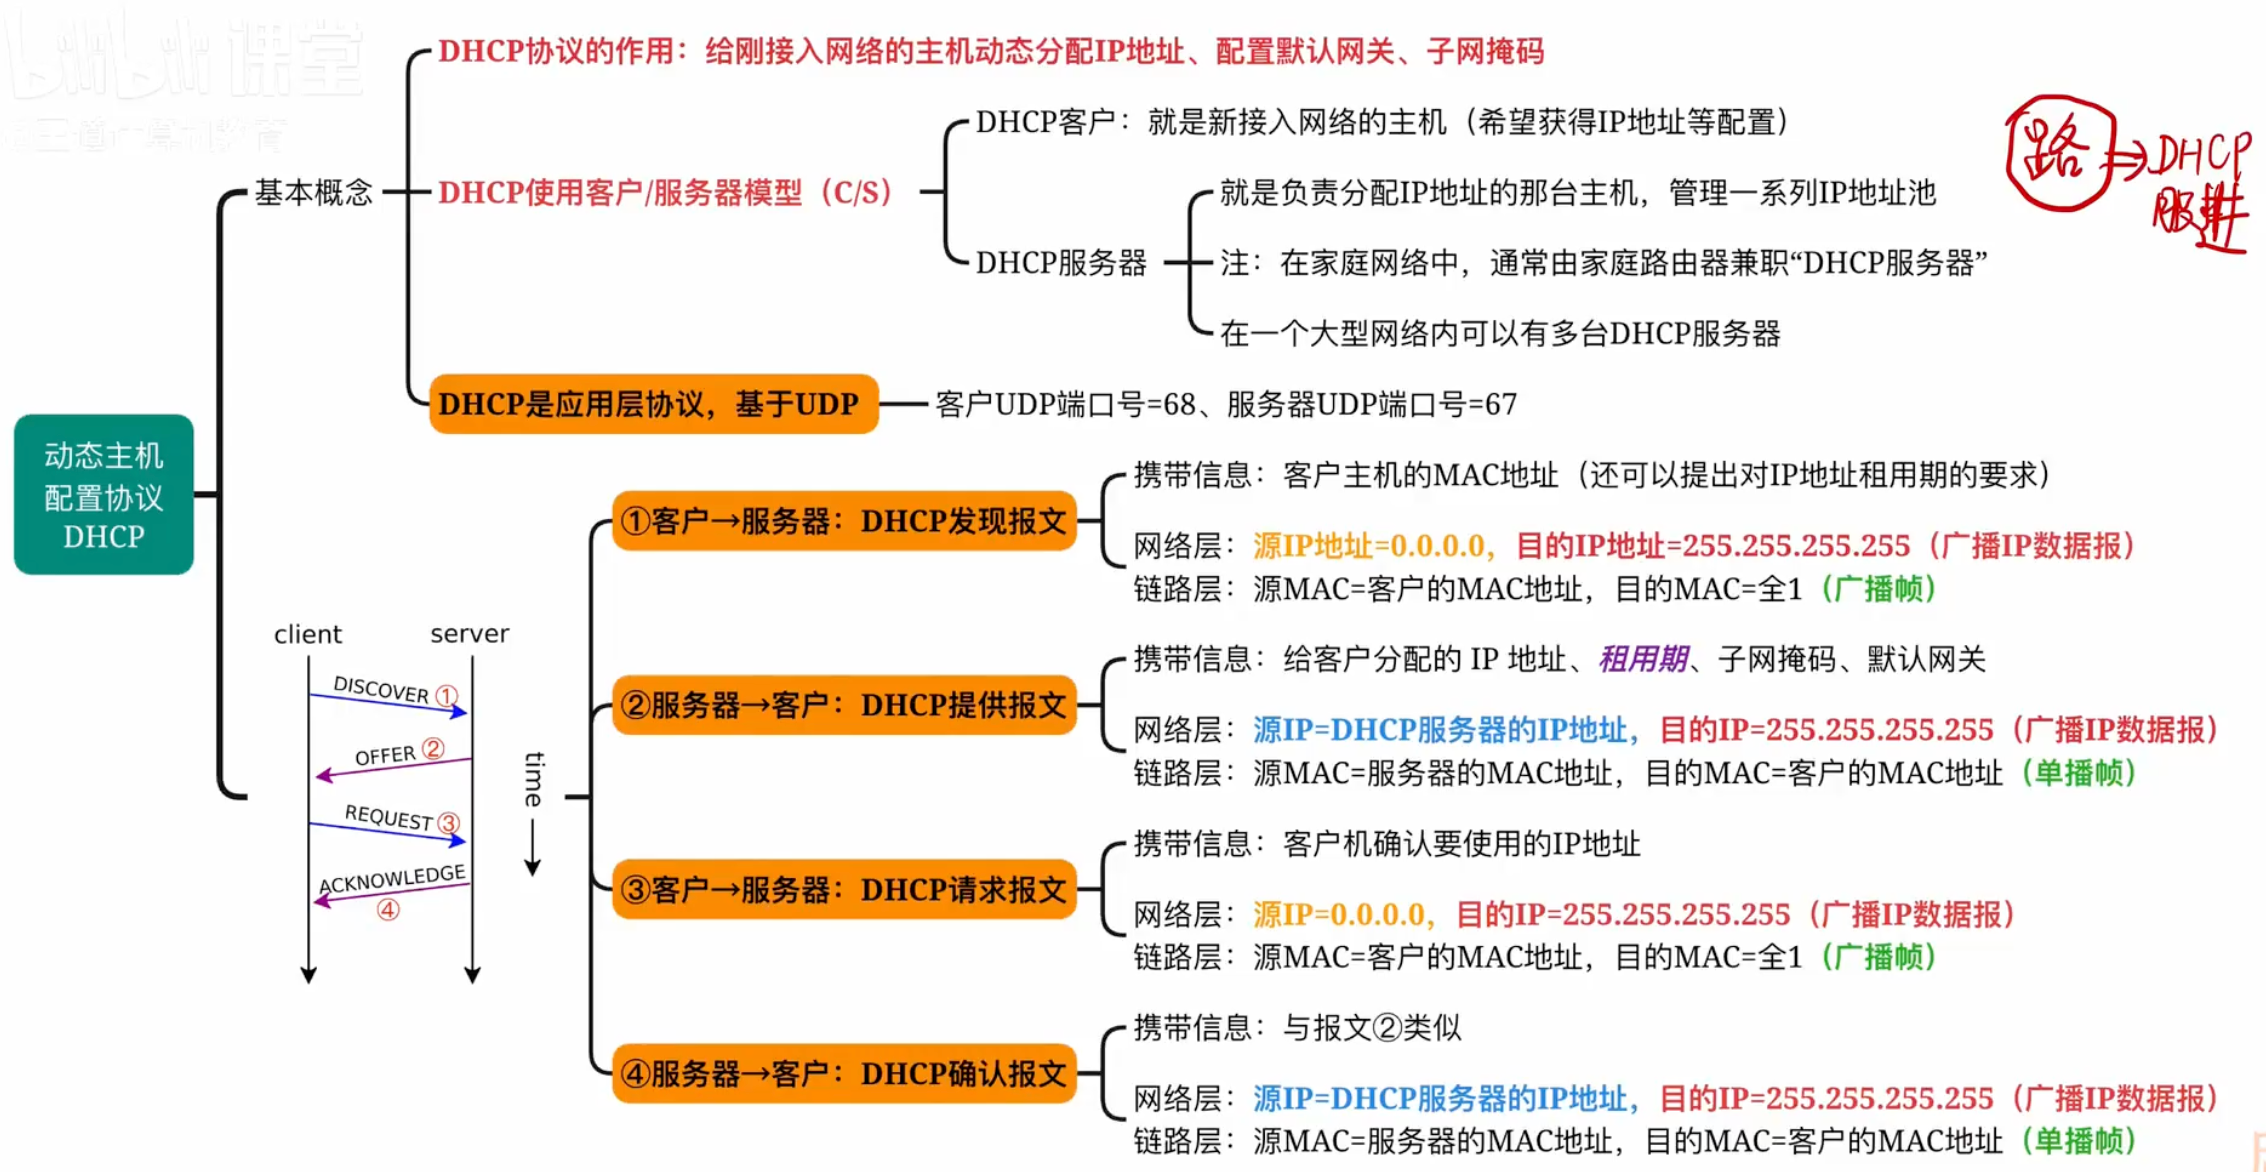 bilibili 课堂
@王道计算机教育
DHCP协议的作用：给刚接入网络的主机动态分配IP地址、配置默认网关、子网掩码
DHCP客户：就是新接入网络的主机（希望获得IP地址等配置）
路→DHCP
服
基本概念
DHCP使用客户/服务器模型（C/S）
就是负责分配IP地址的那台主机，管理一系列IP地址池
DHCP服务器
注：在家庭网络中，通常由家庭路由器兼职“DHCP服务器”
在一个大型网络内可以有多台DHCP服务器
DHCP是应用层协议，基于UDP
客户UDP端口号=68、服务器UDP端口号=67
动态主机
配置协议
DHCP
①客户→服务器：DHCP发现报文
携带信息：客户主机的MAC地址（还可以提出对IP地址租用期的要求）
网络层：源IP地址=0.0.0.0，目的IP地址=255.255.255.255（广播IP数据报）
链路层：源MAC=客户的MAC地址，目的MAC=全1（广播帧）
②服务器→客户：DHCP提供报文
携带信息：给客户分配的 IP 地址、租用期、子网掩码、默认网关
网络层：源IP=DHCP服务器的IP地址，目的IP=255.255.255.255（广播IP数据报）
链路层：源MAC=服务器的MAC地址，目的MAC=客户的MAC地址（单播帧）
③客户→服务器：DHCP请求报文
携带信息：客户机确认要使用的IP地址
网络层：源IP=0.0.0.0，目的IP=255.255.255.255（广播IP数据报）
链路层：源MAC=客户的MAC地址，目的MAC=全1（广播帧）
④服务器→客户：DHCP确认报文
携带信息：与报文②类似
网络层：源IP=DHCP服务器的IP地址，目的IP=255.255.255.255（广播IP数据报）
链路层：源MAC=服务器的MAC地址，目的MAC=客户的MAC地址（单播帧）
client
server
DISCOVER ①
OFFER ②
REQUEST ③
ACKNOWLEDGE
④
time